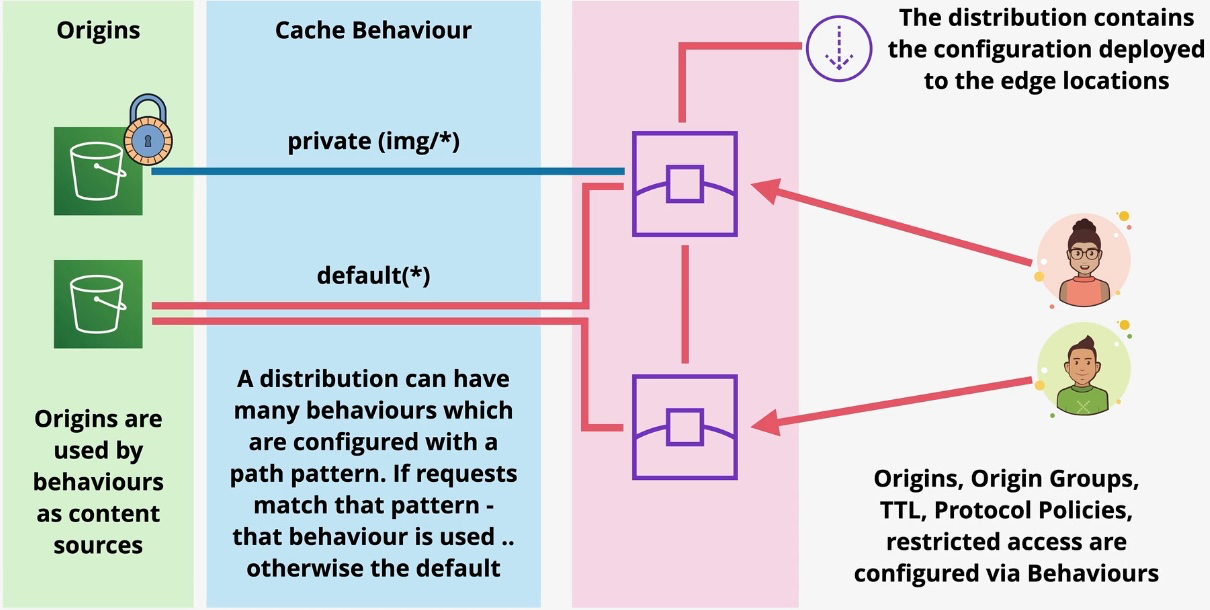 Origins
Cache Behaviour
The distribution contains
the configuration deployed
to the edge locations
private (img/*)
default(*)
Origins are
used by
behaviours
as content
sources
A distribution can have
many behaviours which
are configured with a
path pattern. If requests
match that pattern -
that behaviour is used ..
otherwise the default
Origins, Origin Groups,
TTL, Protocol Policies,
restricted access are
configured via Behaviours